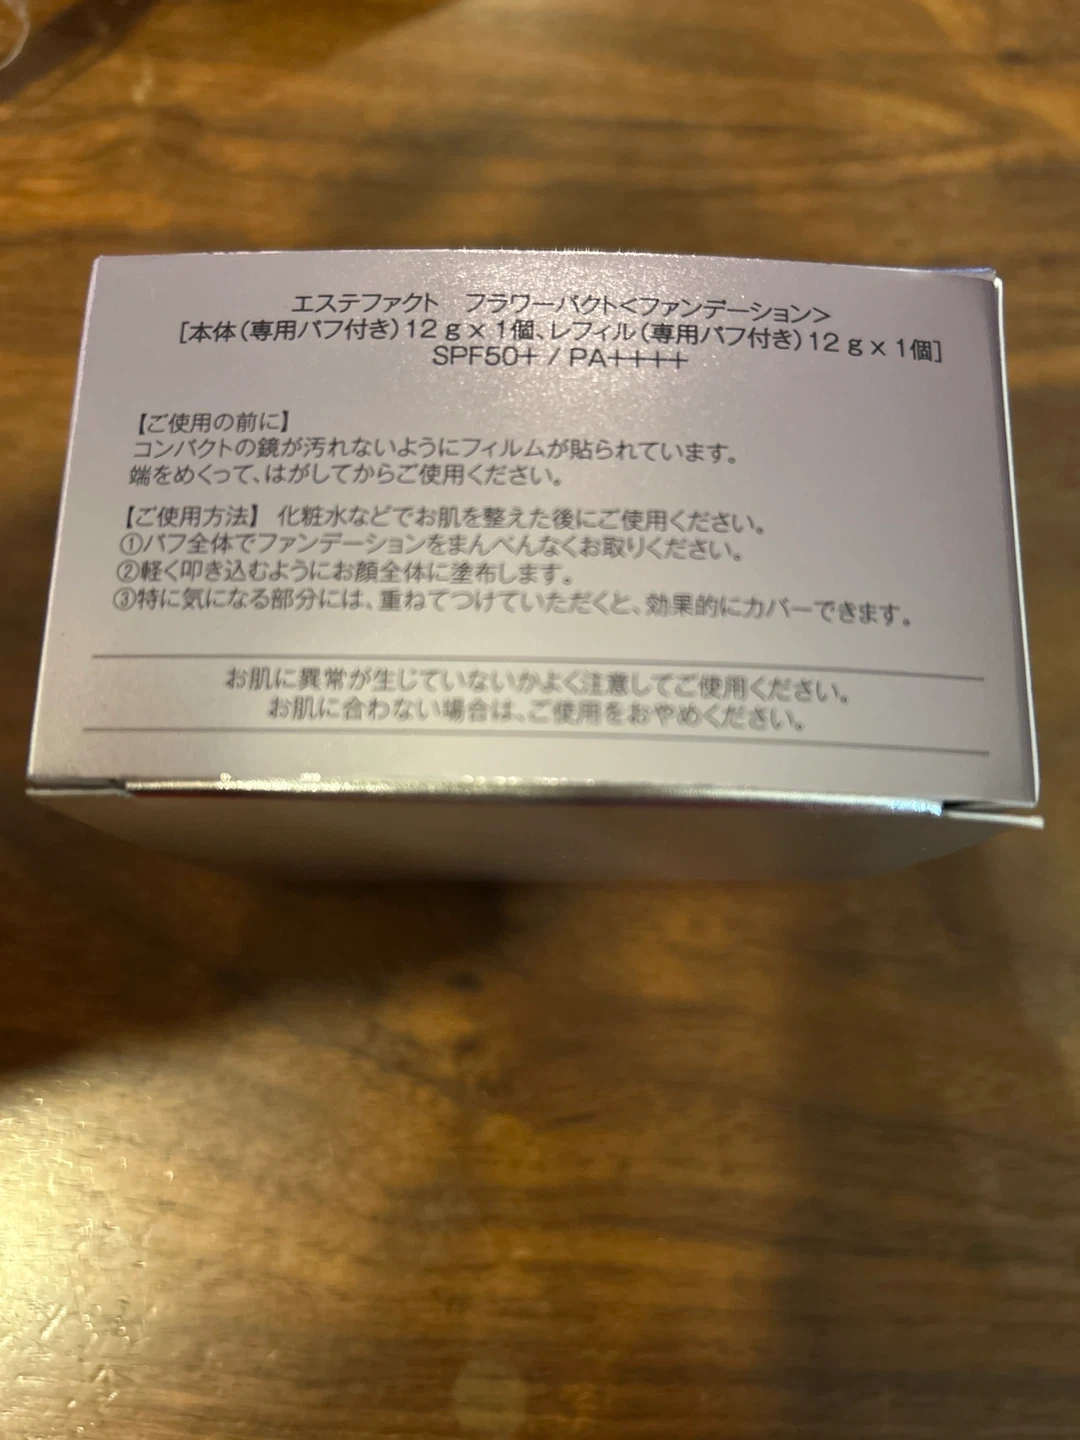 エステファクト　フラワーパクト<ファンデーション>
[本体(専用パフ付き)12ｇx1個、レフィル(専用パフ付き)12ｇx1個]
SPF50+ / PA++++
【ご使用の前に】
コンパクトの鏡が汚れないようにフィルムが貼られています。
端をめくって、はがしてからご使用ください。
【ご使用方法】 化粧水などでお肌を整えた後にご使用ください。
①パフ全体でファンデーションをまんべんなくお取りください。
②軽く叩き込むようにお顔全体に塗布します。
③特に気になる部分には、重ねてつけていただくと、効果的にカバーできます。
お肌に異常が生じていないかよく注意してご使用ください。
お肌に合わない場合は、ご使用をおやめください。